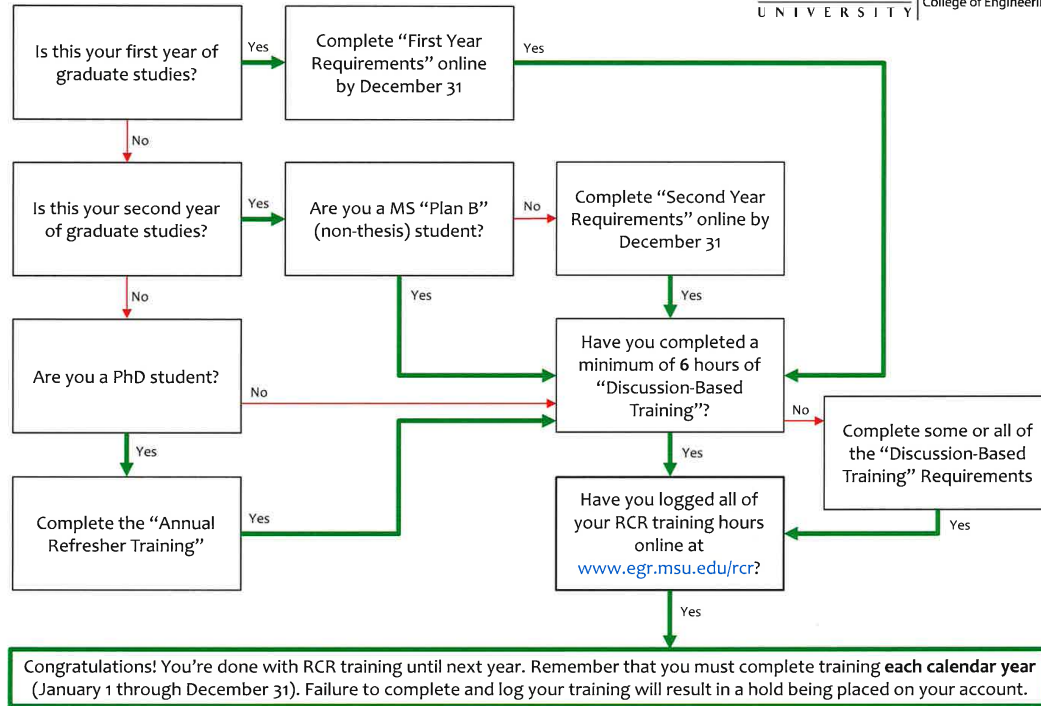 UNIVERSITY
College of
Is this your first year of
graduate studies?
Yes
Complete “First Year
Requirements” online
by December 31
Yes
No
Is this your second year
of graduate studies?
Yes
Are you a MS “Plan B”
(non-thesis) student?
No
Complete “Second Year
Requirements” online by
December 31
No
Yes
Yes
Are you a PhD student?
No
Have you completed a
minimum of 6 hours of
“Discussion-Based
Training”?
No
Complete some or all of
the “Discussion-Based
Training” Requirements
Yes
Yes
Complete the “Annual
Refresher Training”
Yes
Have you logged all of
your RCR training hours
online at
www.egr.msu.edu/rcr?
Yes
Yes
Congratulations! You’re done with RCR training until next year. Remember that you must complete training each calendar year
(January 1 through December 31). Failure to complete and log your training will result in a hold being placed on your account.